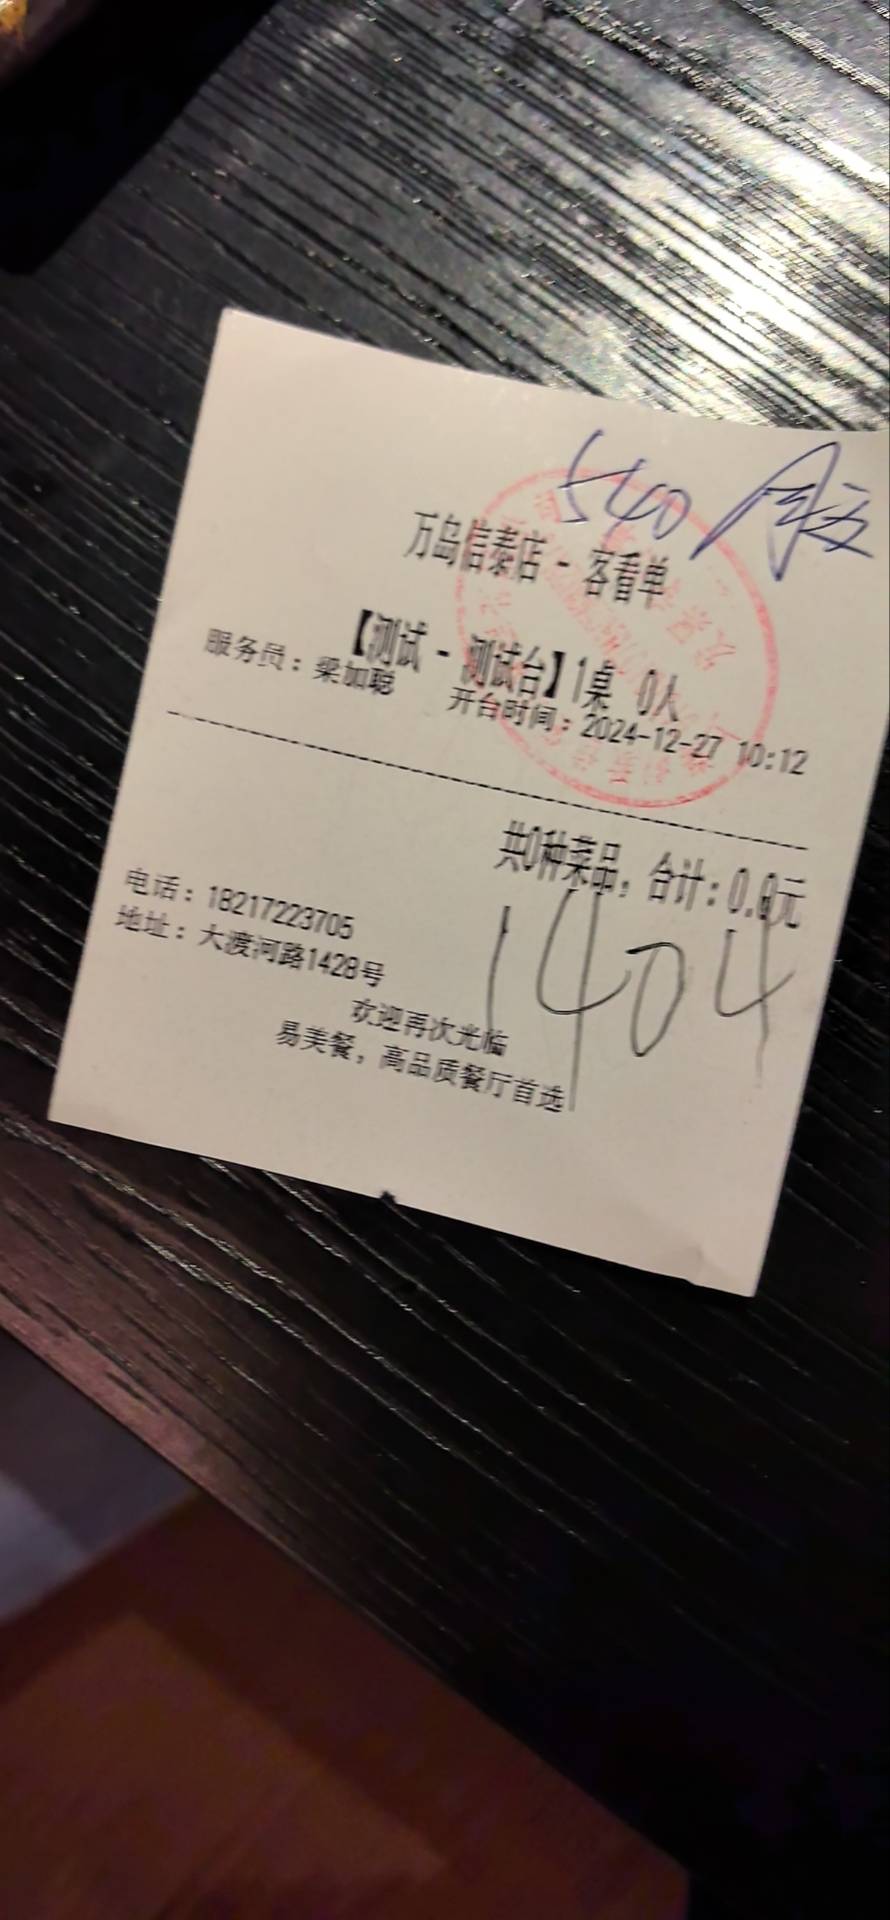 540
万岛信泰店 - 客看单
【测试 - 测试台】1桌 0人
服务员：梁加聪 开台时间：2024-12-27 10:12
共0种菜品，合计：0.0元
1404
电话：18217223705
地址：大渡河路1428号
欢迎再次光临
易美餐，高品质餐厅首选